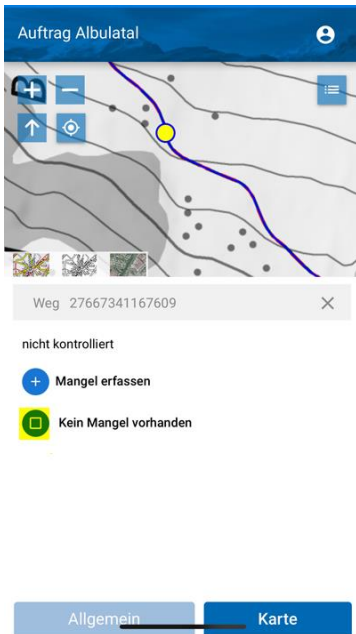 Auftrag Albulatal
Weg 27667341167609
nicht kontrolliert
Mangel erfassen
Kein Mangel vorhanden
Allgemein
Karte